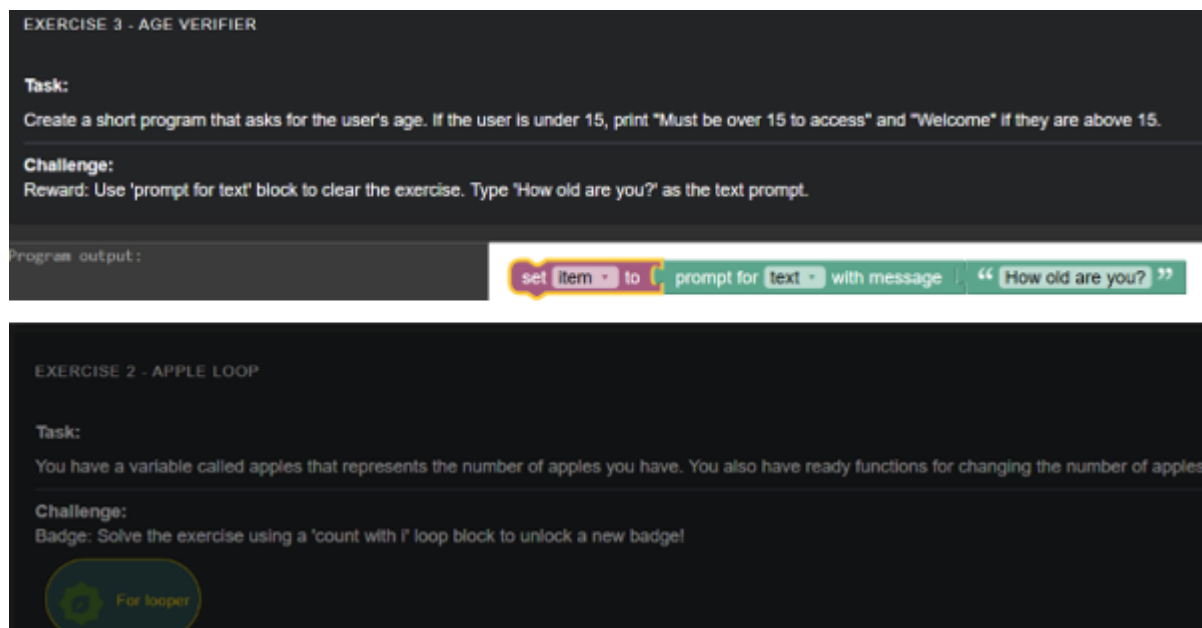 EXERCISE 3 - AGE VERIFIER
Task:
Create a short program that asks for the user's age. If the user is under 15, print "Must be over 15 to access" and "Welcome" if they are above 15.
Challenge:
Reward: Use 'prompt for text' block to clear the exercise. Type 'How old are you?' as the text prompt.
Program output:
set item to prompt for text with message “ How old are you? ”
EXERCISE 2 - APPLE LOOP
Task:
You have a variable called apples that represents the number of apples you have. You also have ready functions for changing the number of apples
Challenge:
Badge: Solve the exercise using a 'count with i' loop block to unlock a new badge!
For looper